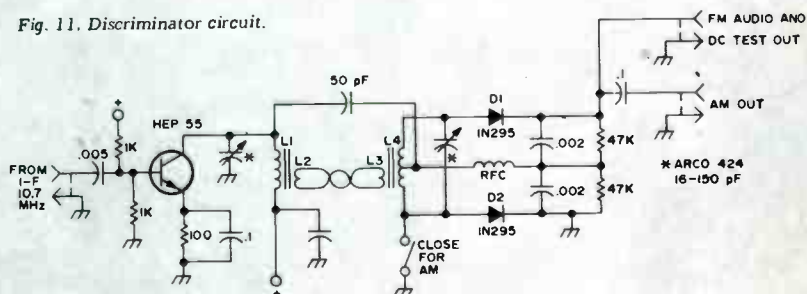 Fig. 11. Discriminator circuit.
FM AUDIO AND
DC TEST OUT
50 pF
D1
1N295
.1
AM OUT
HEP 55
+
.005
1K
*
L1
L2
L3
L4
*
.002
47K
RFC
* ARCO 424
16-150 pF
FROM
I-F
10.7
MHz
1K
100
.1
.002
47K
D2
1N295
CLOSE
FOR
AM
+